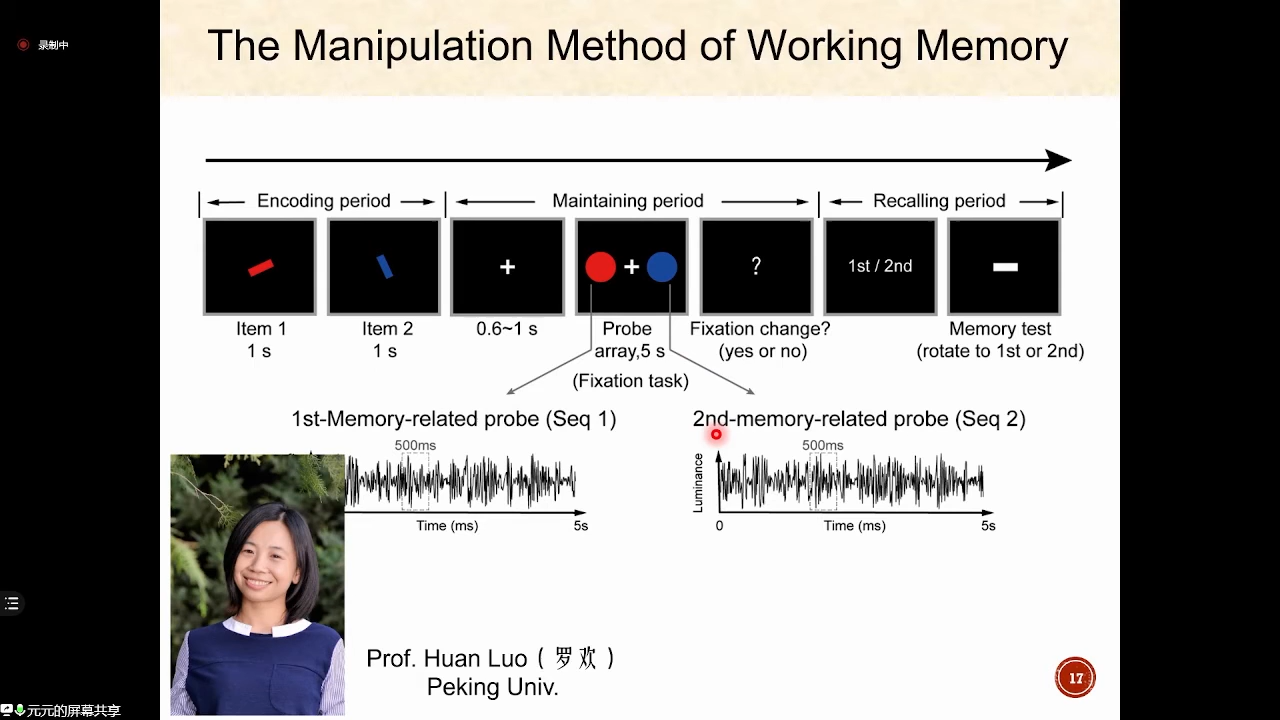 录制中
The Manipulation Method of Working Memory
Encoding period
Maintaining period
Recalling period
+
+
?
1st / 2nd
Item 1
1 s
Item 2
1 s
0.6~1 s
Probe
array,5 s
(Fixation task)
Fixation change?
(yes or no)
Memory test
(rotate to 1st or 2nd)
1st-Memory-related probe (Seq 1)
500ms
Time (ms)
5s
2nd-memory-related probe (Seq 2)
500ms
Luminance
0
Time (ms)
5s
Prof. Huan Luo ( 罗欢 )
Peking Univ.
17
元元的屏幕共享